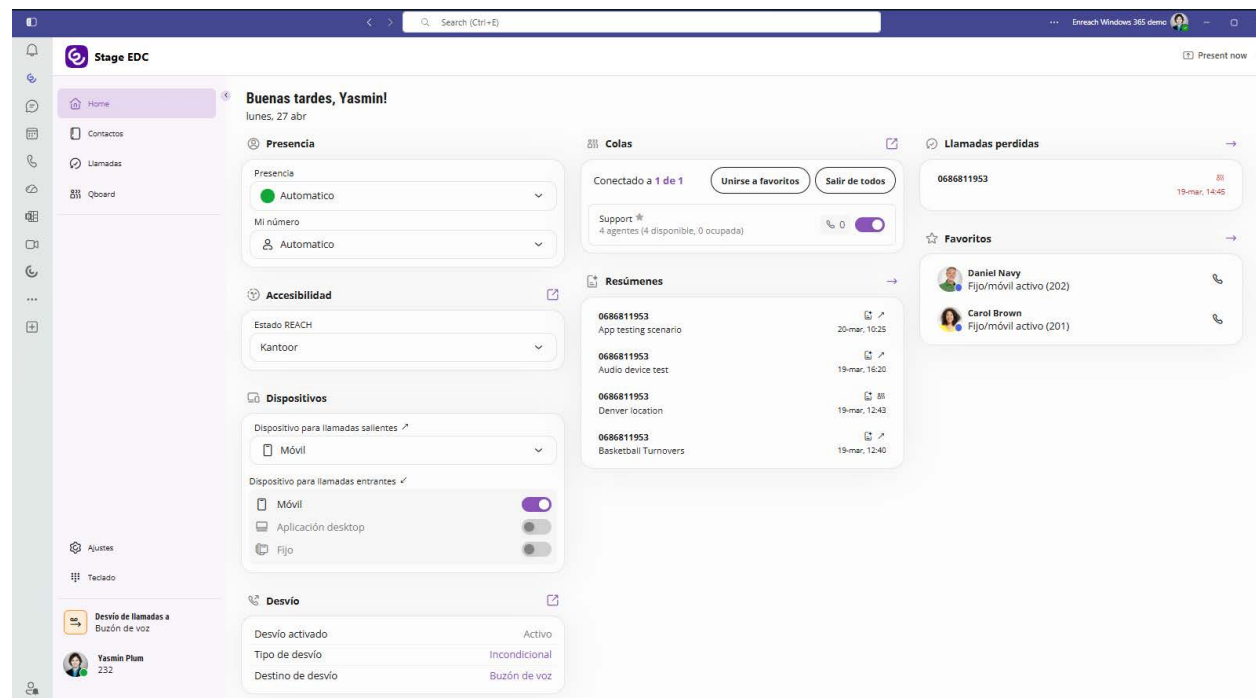 Search (Ctrl+E)
Enreach Windows 365 demo
Stage EDC
Present now
Home
Contactos
Llamadas
Qboard
Ajustes
Teclado
Desvío de llamadas a
Buzón de voz
Yasmin Plum
232
Buenas tardes, Yasmin!
lunes, 27 abr
Presencia
Presencia
Automatico
Mi número
Automatico
Accesibilidad
Estado REACH
Kantoor
Dispositivos
Dispositivo para llamadas salientes
Móvil
Dispositivo para llamadas entrantes
Móvil
Aplicación desktop
Fijo
Desvío
Desvío activado Activo
Tipo de desvío Incondicional
Destino de desvío Buzón de voz
Colas
Conectado a 1 de 1 Unirse a favoritos Salir de todos
Support
4 agentes (4 disponible, 0 ocupada) 0
Resúmenes
0686811953
App testing scenario 20-mar, 10:25
0686811953
Audio device test 19-mar, 16:20
0686811953
Denver location 19-mar, 12:43
0686811953
Basketball Turnovers 19-mar, 12:40
Llamadas perdidas
0686811953
19-mar, 14:45
Favoritos
Daniel Navy
Fijo/móvil activo (202)
Carol Brown
Fijo/móvil activo (201)